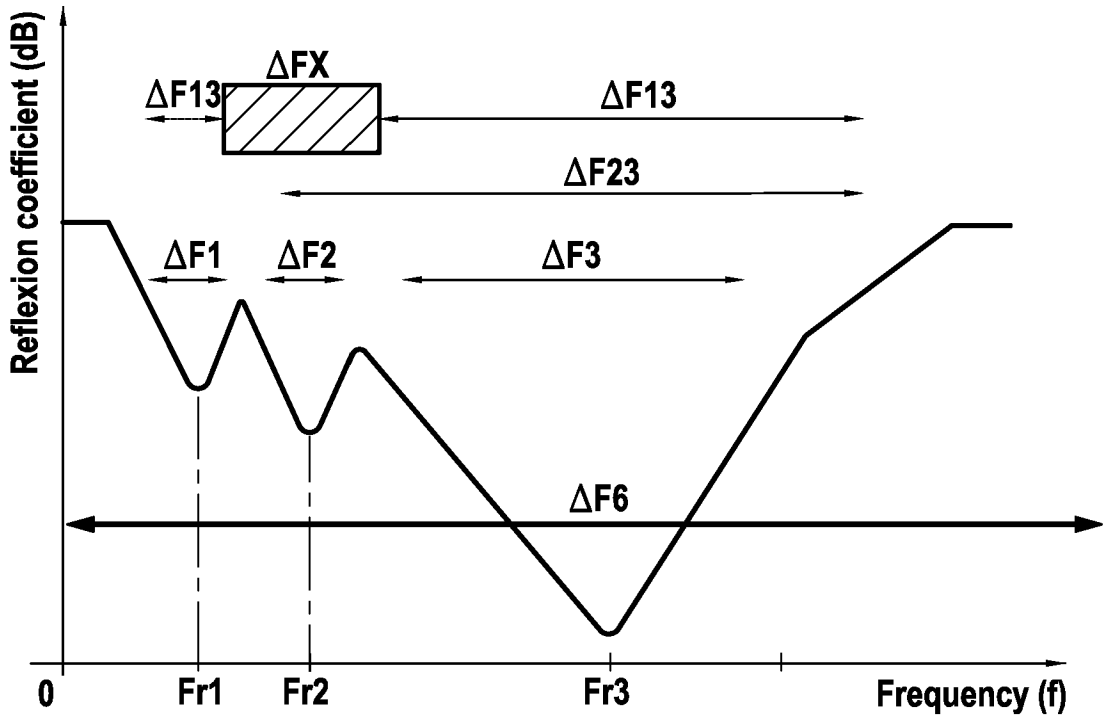 Reflexion coefficient (dB)
ΔFX
ΔF13
ΔF13
ΔF23
ΔF1
ΔF2
ΔF3
ΔF6
0
Fr1
Fr2
Fr3
Frequency (f)